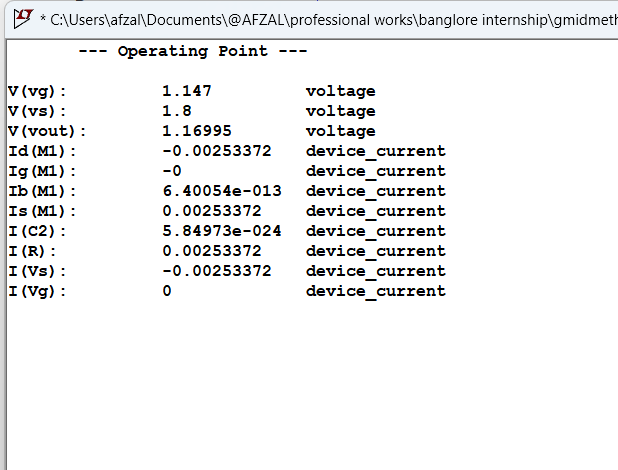 * C:\Users\afzal\Documents\@AFZAL\professional works\banglore internship\gmidmeth
--- Operating Point ---
V(vg): 1.147 voltage
V(vs): 1.8 voltage
V(vout): 1.16995 voltage
Id(M1): -0.00253372 device_current
Ig(M1): -0 device_current
Ib(M1): 6.40054e-013 device_current
Is(M1): 0.00253372 device_current
I(C2): 5.84973e-024 device_current
I(R): 0.00253372 device_current
I(Vs): -0.00253372 device_current
I(Vg): 0 device_current